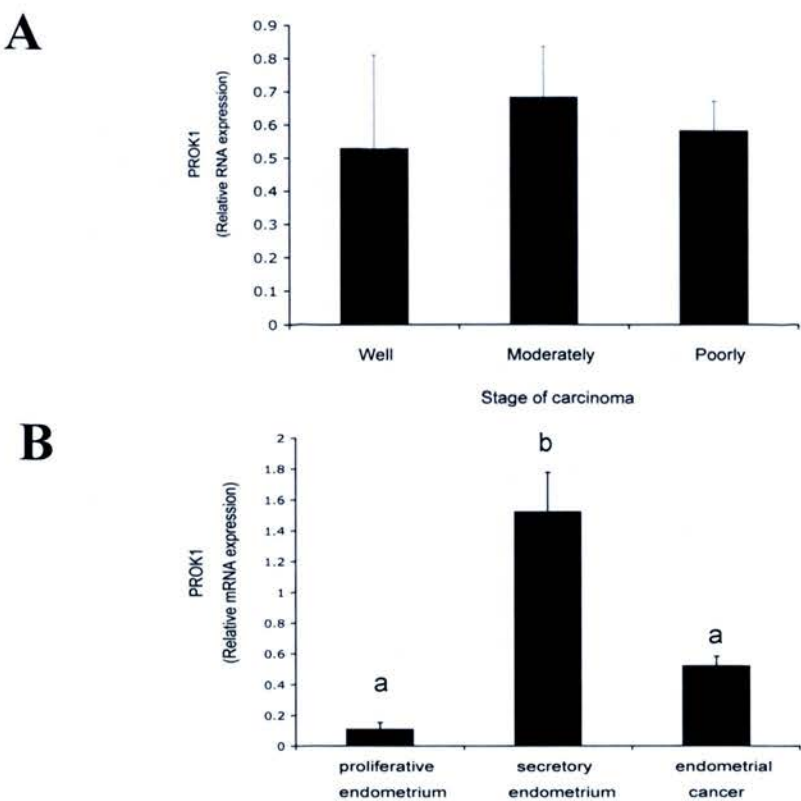 A
PROK1
(Relative RNA expression)
0.9
0.8
0.7
0.6
0.5
0.4
0.3
0.2
0.1
0
Well Moderately Poorly
Stage of carcinoma
B
PROK1
(Relative mRNA expression)
2
1.8
1.6
1.4
1.2
1
0.8
0.6
0.4
0.2
0
a
b
a
proliferative secretory endometrial
endometrium endometrium cancer